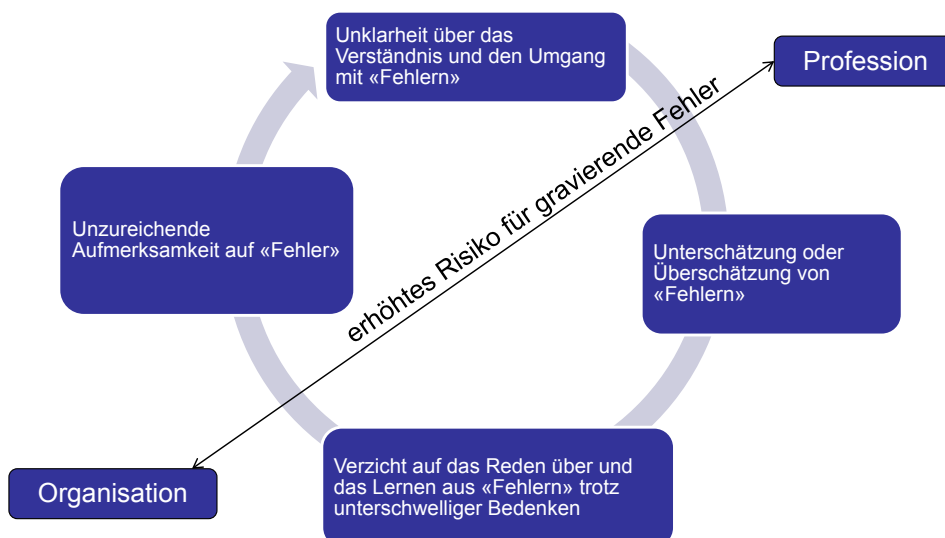 Unklarheit über das
Verständnis und den Umgang
mit «Fehlern»
Profession
erhöhtes Risiko für gravierende Fehler
Unzureichende
Aufmerksamkeit auf «Fehler»
Unterschätzung oder
Überschätzung von
«Fehlern»
Verzicht auf das Reden über und
das Lernen aus «Fehlern» trotz
unterschwelliger Bedenken
Organisation